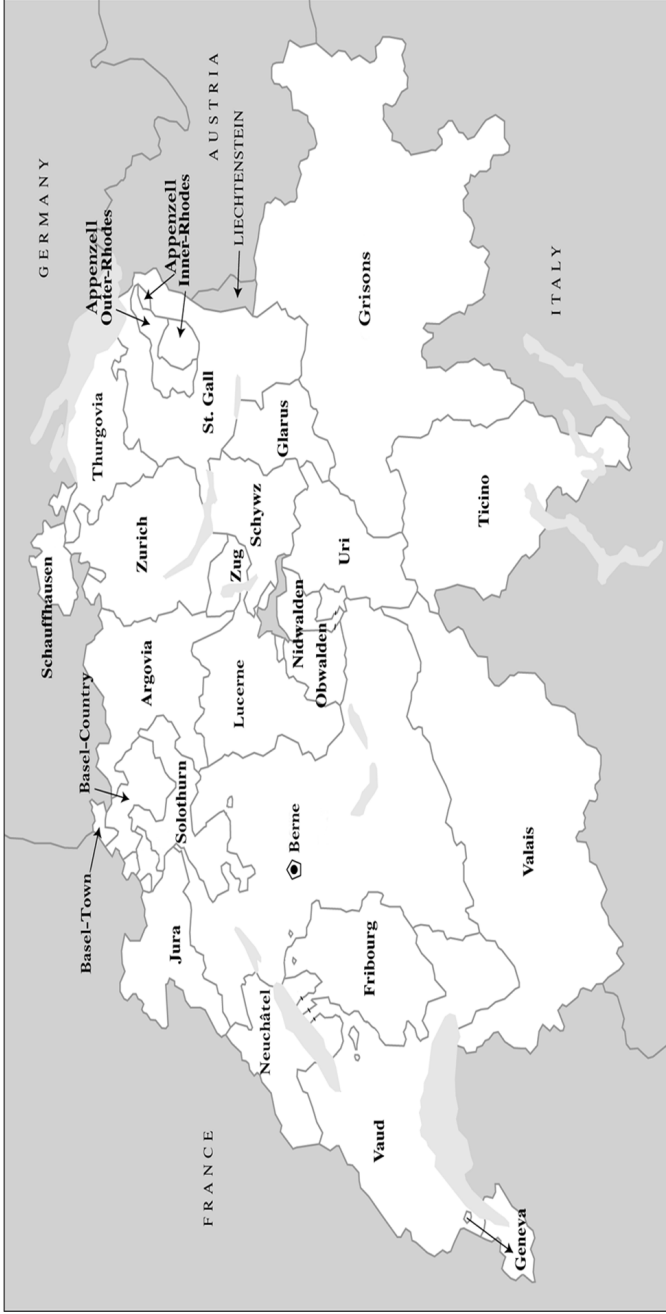 GERMANY
Schauffhausen
Basel-Town
Basel-Country
Thurgovia
Appenzell
Outer-Rhodes
Appenzell
Inner-Rhodes
AUSTRIA
LIECHTENSTEIN
Zurich
Argovia
Solothurn
Jura
St. Gall
FRANCE
Neuchâtel
Berne
Lucerne
Zug
Schywz
Glarus
Nidwalden
Obwalden
Uri
Grisons
Fribourg
Vaud
Ticino
Valais
Geneva
ITALY